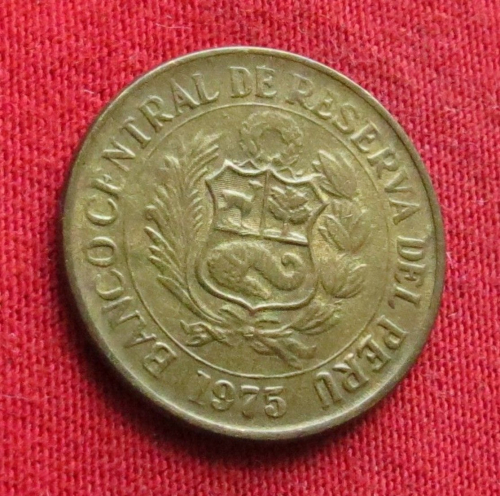 BANCO CENTRAL DE RESERVA DEL PERU
1975